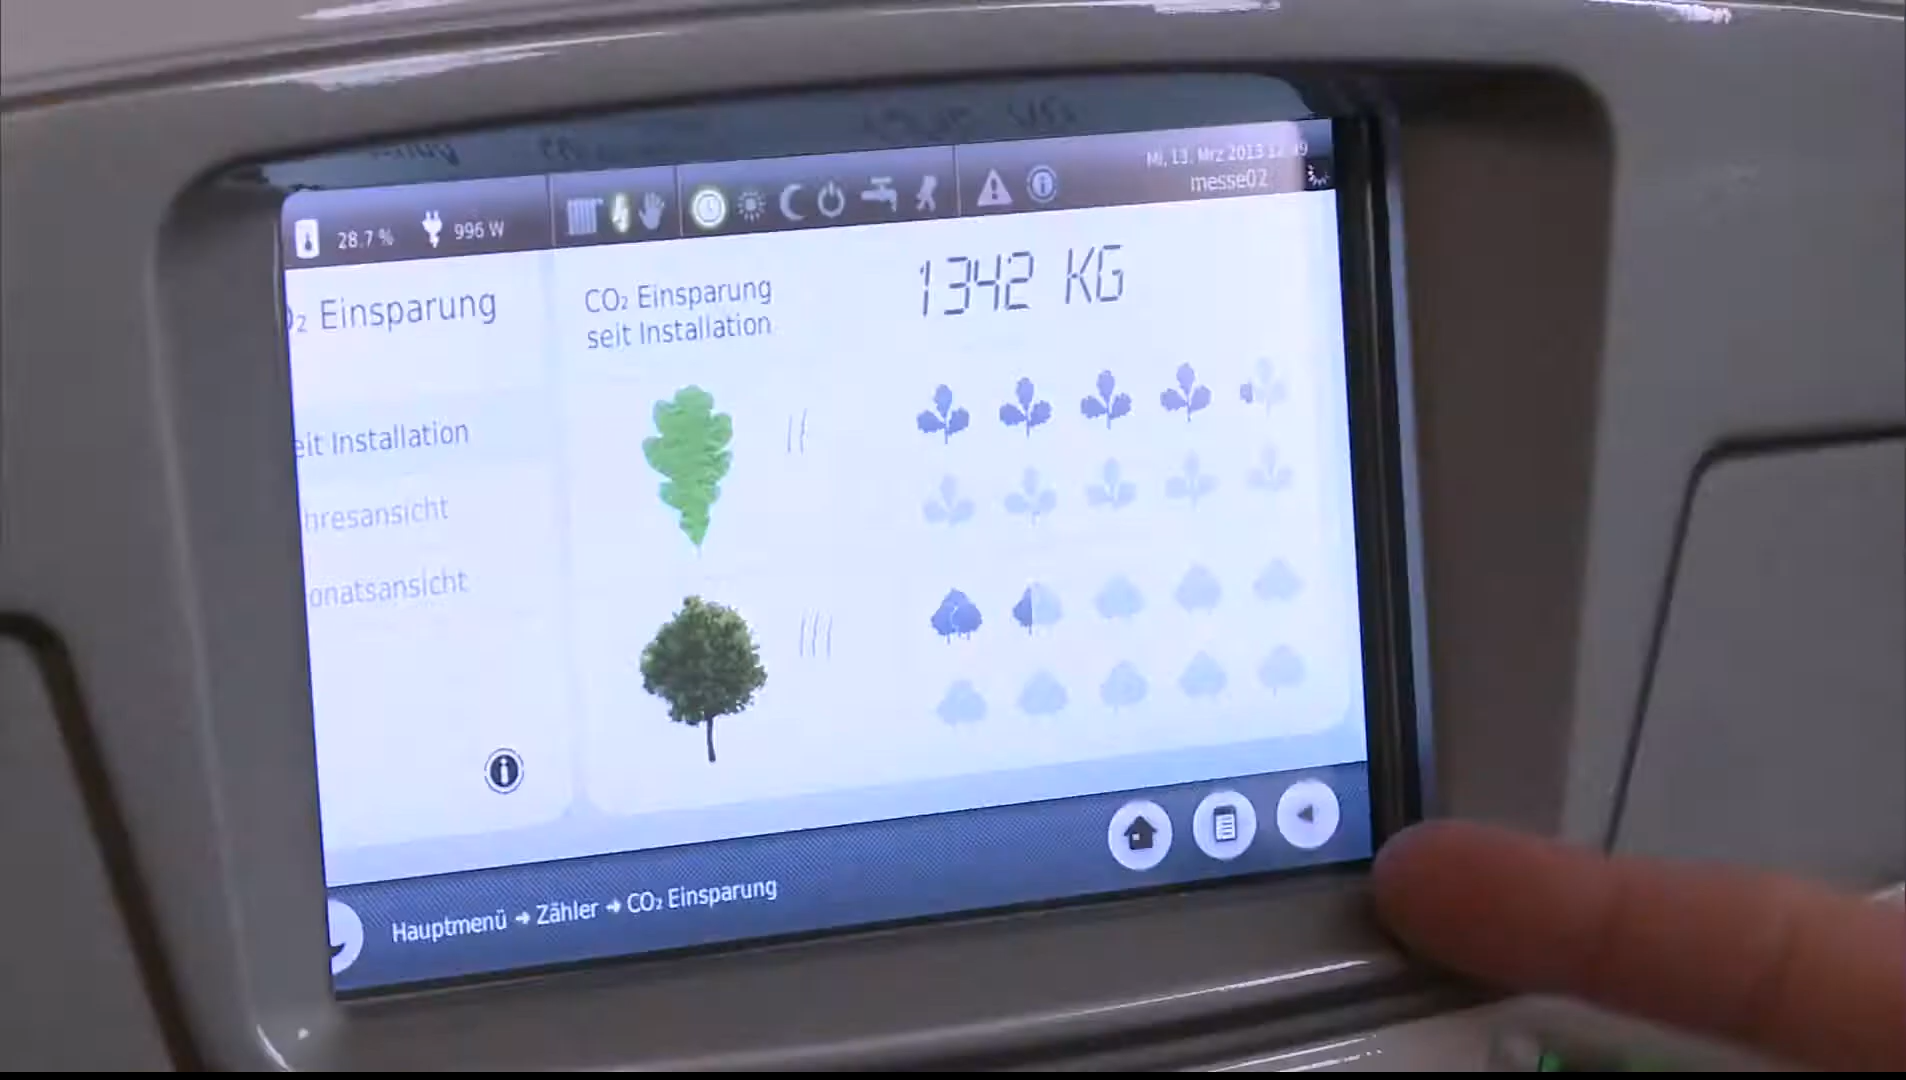 28.7 %
996 W
Mi, 13. Mrz 2013 12
messe02
Einsparung
CO₂ Einsparung
seit Installation
1342 KG
eit Installation
hresansicht
onatsansicht
Hauptmenü → Zähler → CO₂ Einsparung